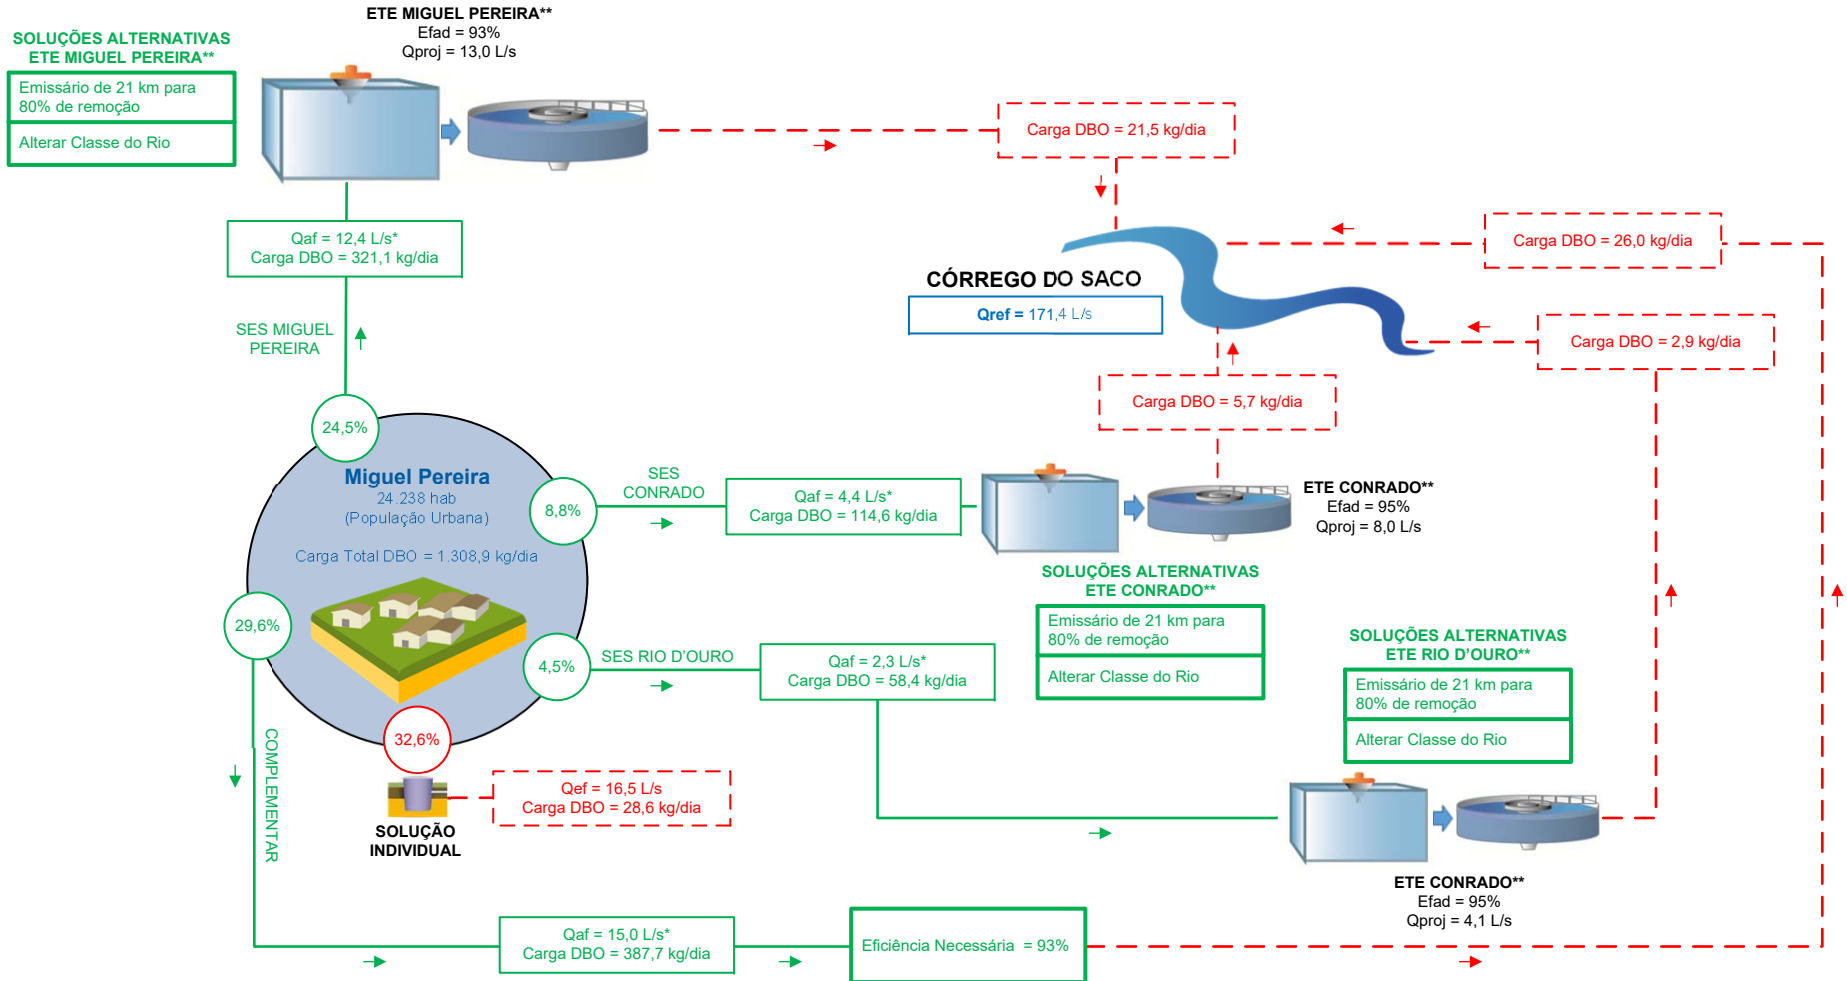 ETE MIGUEL PEREIRA**
Efad = 93%
Qproj = 13,0 L/s
SOLUÇÕES ALTERNATIVAS
ETE MIGUEL PEREIRA**
Emissário de 21 km para
80% de remoção
Alterar Classe do Rio
Carga DBO = 21,5 kg/dia
Qaf = 12,4 L/s*
Carga DBO = 321,1 kg/dia
Carga DBO = 26,0 kg/dia
CÓRREGO DO SACO
Qref = 171,4 L/s
SES MIGUEL
PEREIRA
Carga DBO = 2,9 kg/dia
Carga DBO = 5,7 kg/dia
24,5%
Miguel Pereira
24.238 hab
(População Urbana)
Carga Total DBO = 1.308,9 kg/dia
8,8%
SES
CONRADO
Qaf = 4,4 L/s*
Carga DBO = 114,6 kg/dia
ETE CONRADO**
Efad = 95%
Qproj = 8,0 L/s
SOLUÇÕES ALTERNATIVAS
ETE CONRADO**
Emissário de 21 km para
80% de remoção
Alterar Classe do Rio
29,6%
4,5%
SES RIO D'OURO
Qaf = 2,3 L/s*
Carga DBO = 58,4 kg/dia
SOLUÇÕES ALTERNATIVAS
ETE RIO D'OURO**
Emissário de 21 km para
80% de remoção
Alterar Classe do Rio
32,6%
COMPLEMENTAR
Qef = 16,5 L/s
Carga DBO = 28,6 kg/dia
SOLUÇÃO
INDIVIDUAL
ETE CONRADO**
Efad = 95%
Qproj = 4,1 L/s
Qaf = 15,0 L/s*
Carga DBO = 387,7 kg/dia
Eficiência Necessária = 93%